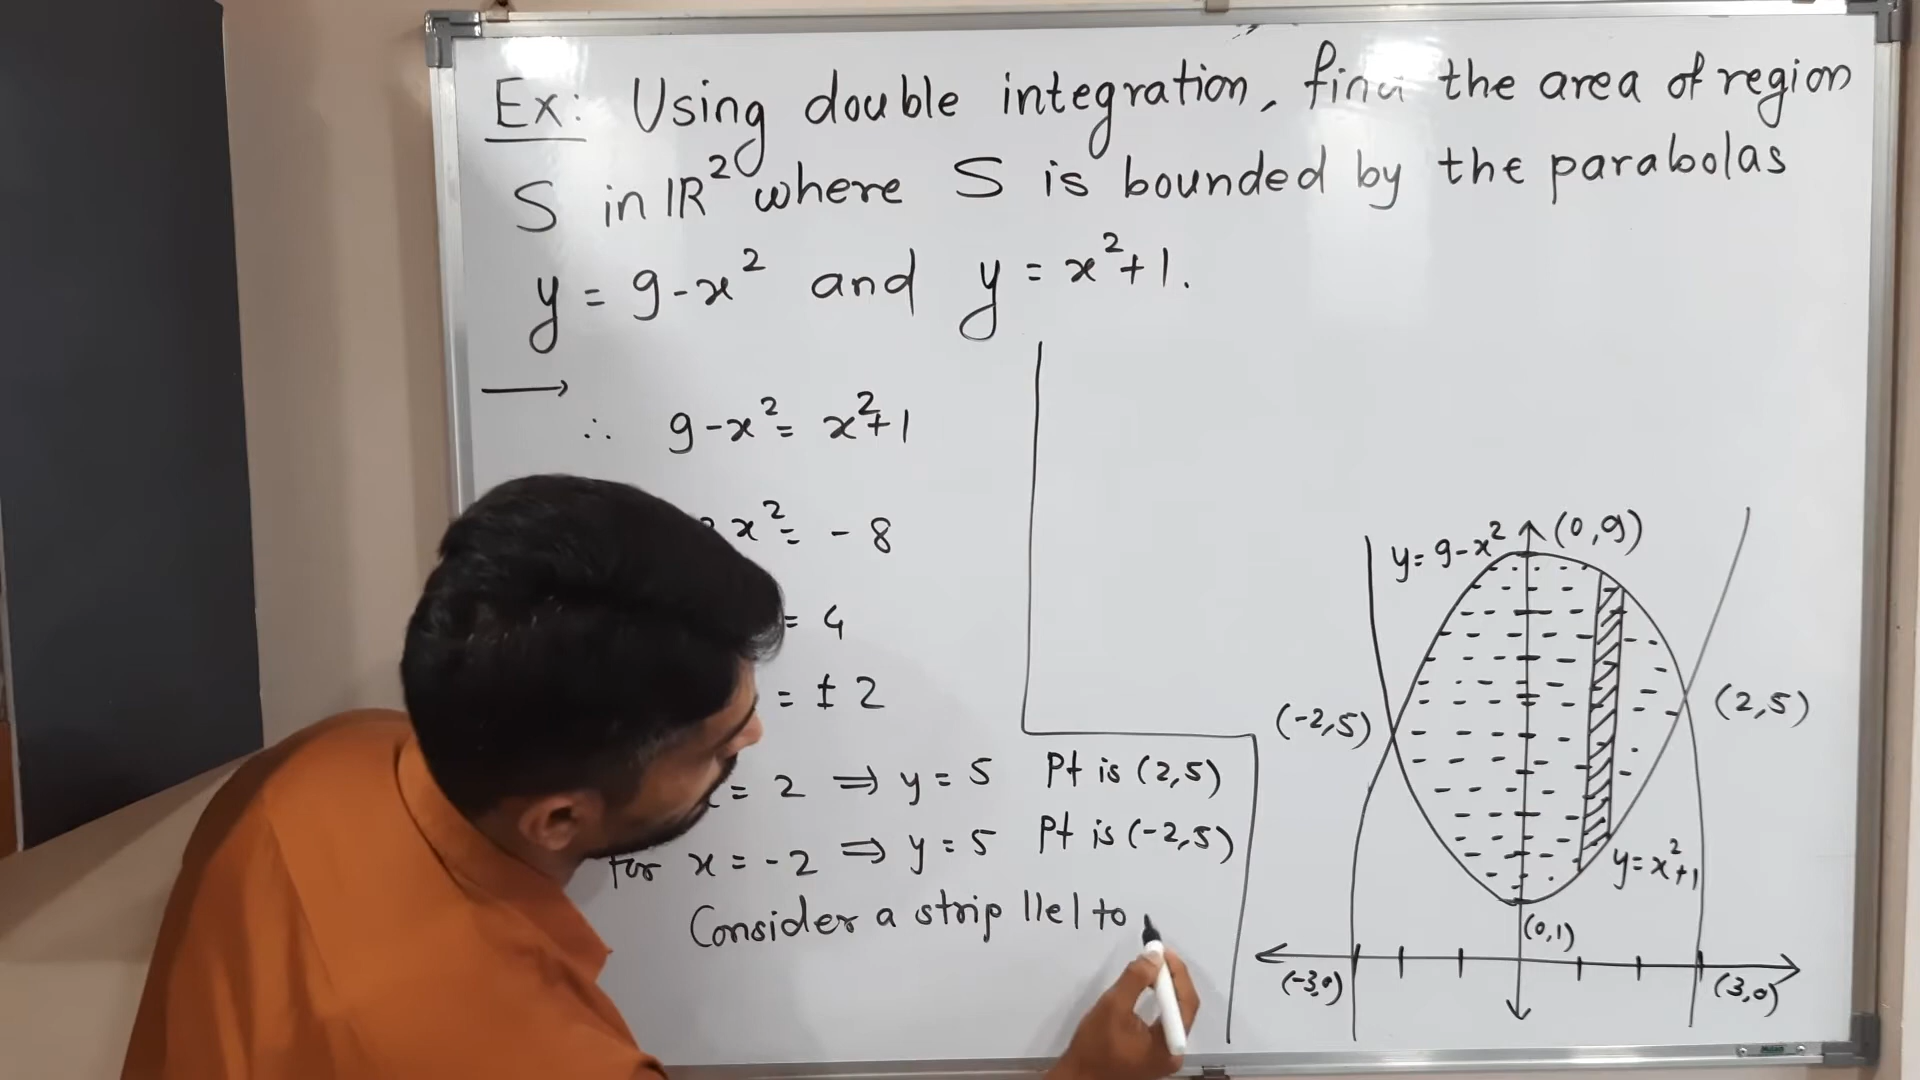 Ex: Using double integration, find the area of region
S in ℝ² where S is bounded by the parabolas
y = 9-x² and y = x²+1.
∴ 9-x² = x²+1
x² = -8
= 4
= ± 2
x = 2 ⇒ y = 5 Pt is (2,5)
For x = -2 ⇒ y = 5 Pt is (-2,5)
Consider a strip llel to
y = 9-x² (0,9)
(-2,5) (2,5)
y = x²+1
(0,1)
(-3,0) (3,0)